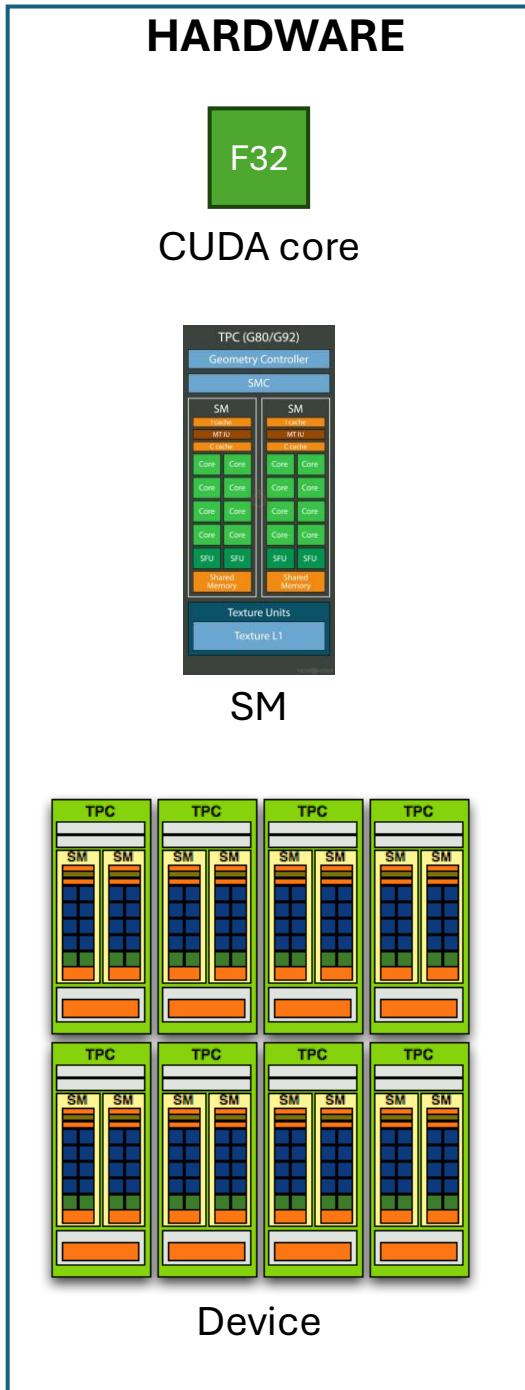 HARDWARE
F32
CUDA core
TPC (G80/G92)
Geometry Controller
SMC
SM SM
I cache I cache
MT IU MT IU
C cache C cache
Core Core Core Core
Core Core Core Core
Core Core Core Core
Core Core Core Core
SFU SFU SFU SFU
Shared Shared
Memory Memory
Texture Units
Texture L1
SM
TPC TPC TPC TPC
SM SM SM SM SM SM SM SM
TPC TPC TPC TPC
SM SM SM SM SM SM SM SM
Device